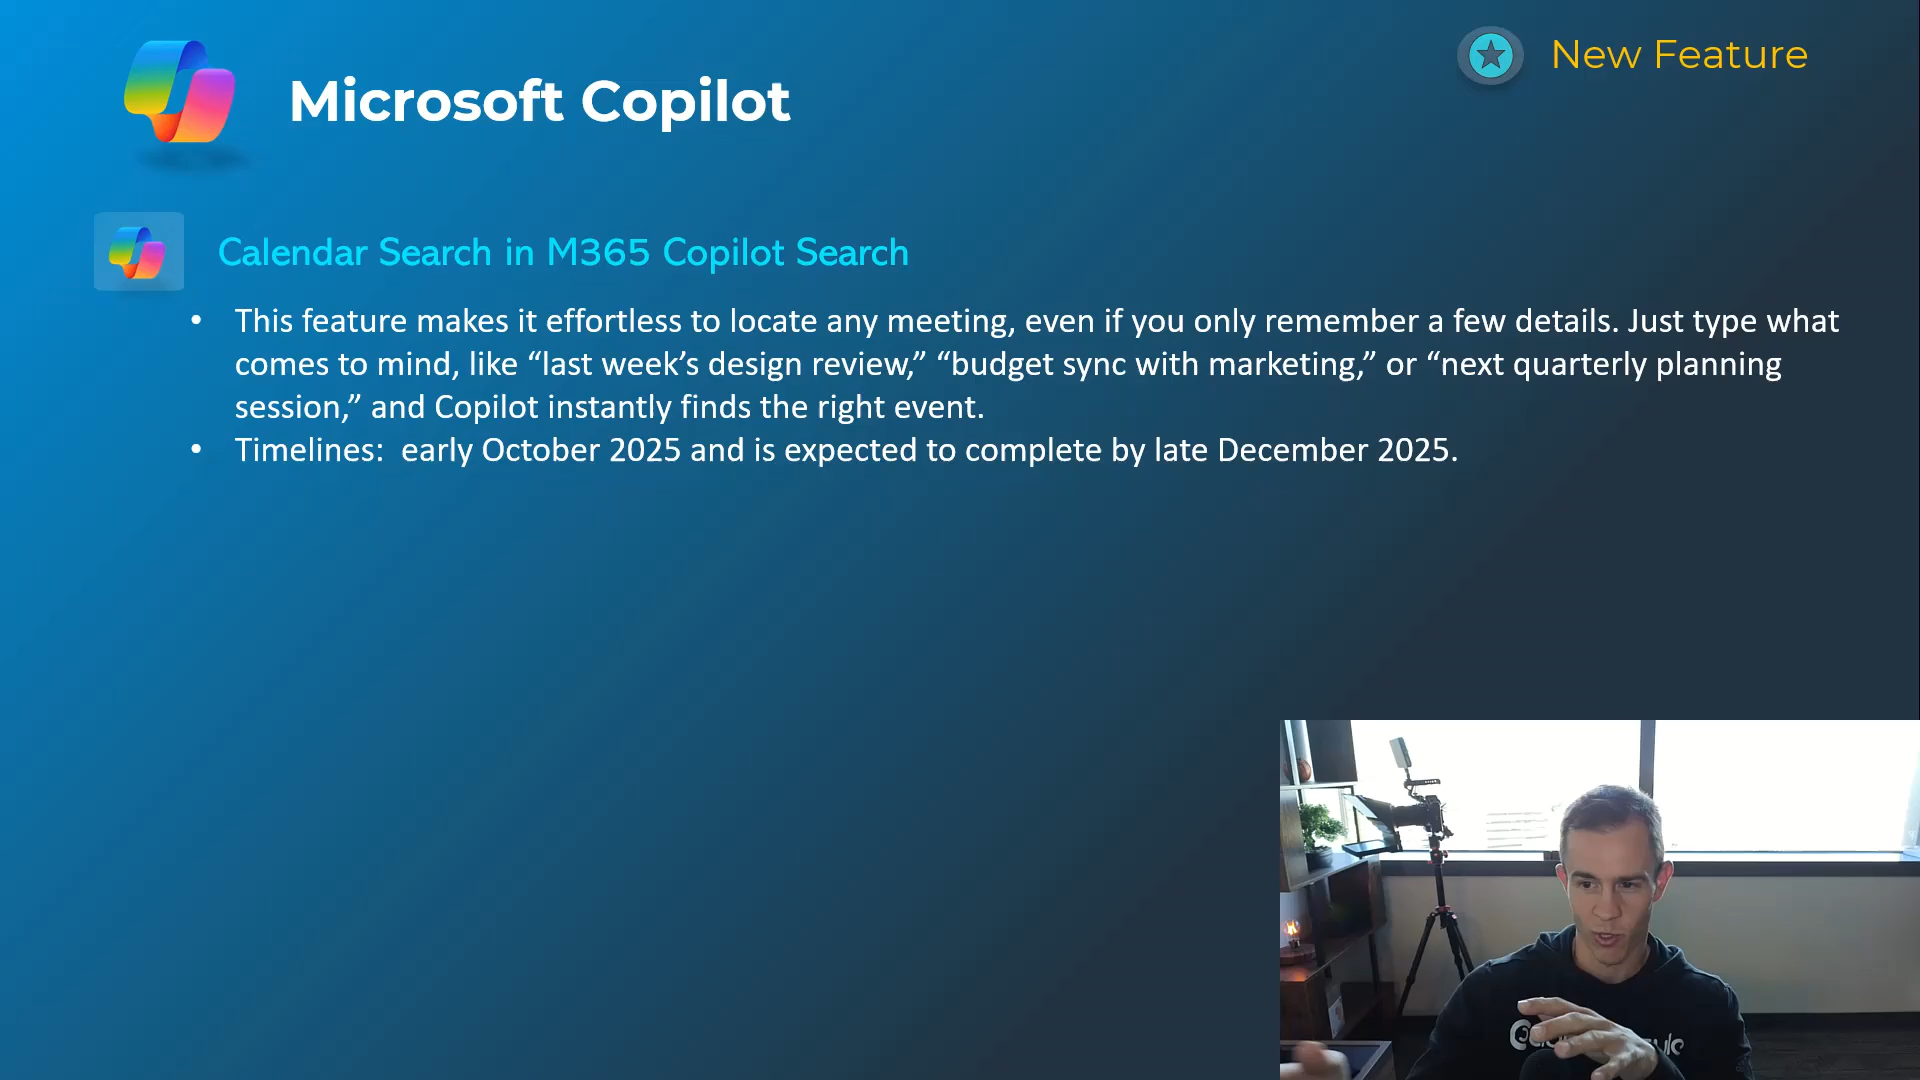 New Feature
Microsoft Copilot
Calendar Search in M365 Copilot Search
• This feature makes it effortless to locate any meeting, even if you only remember a few details. Just type what
comes to mind, like “last week’s design review,” “budget sync with marketing,” or “next quarterly planning
session,” and Copilot instantly finds the right event.
• Timelines:  early October 2025 and is expected to complete by late December 2025.